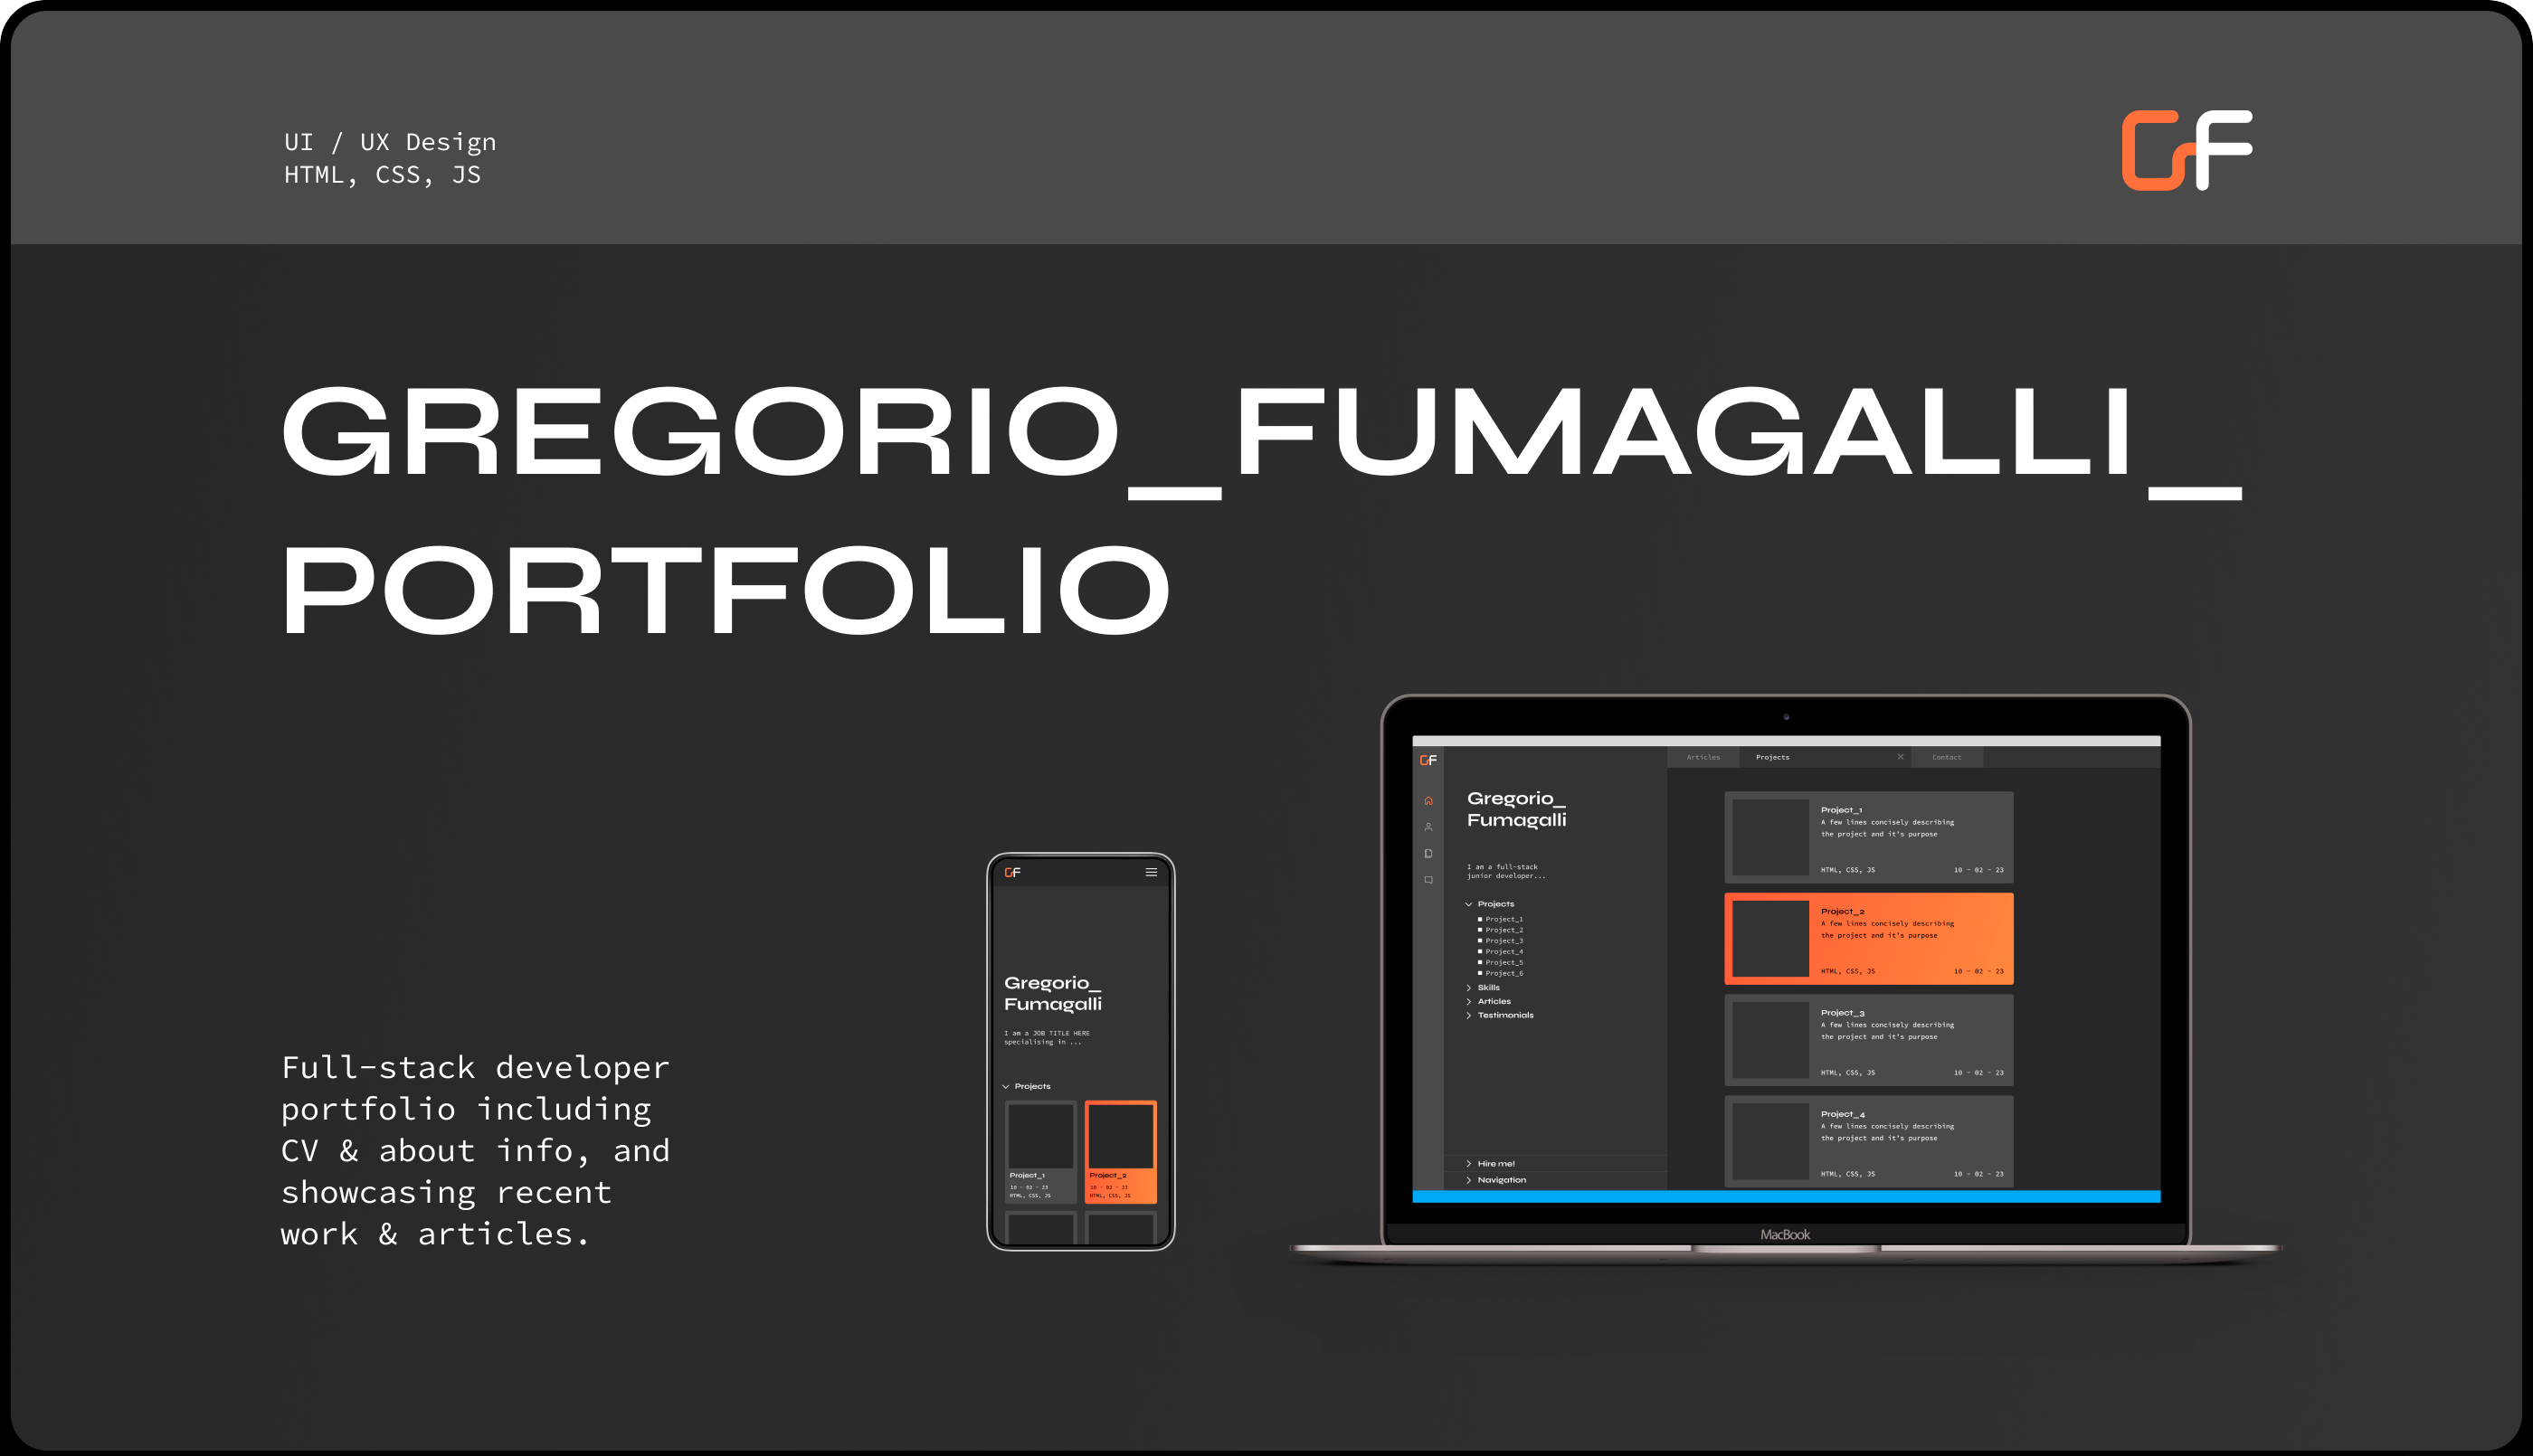 UI / UX Design
HTML, CSS, JS
GF
GREGORIO_FUMAGALLI_
PORTFOLIO
Full-stack developer
portfolio including
CV & about info, and
showcasing recent
work & articles.
GF
Gregorio_
Fumagalli
I am a JOB TITLE HERE
specialising in ...
Projects
Project_1
10 - 02 - 23
HTML, CSS, JS
Project_2
10 - 02 - 23
HTML, CSS, JS
GF
Gregorio_
Fumagalli
I am a full-stack
junior developer...
Projects
Project_1
Project_2
Project_3
Project_4
Project_5
Project_6
Skills
Articles
Testimonials
Hire me!
Navigation
Articles Projects Contact
Project_1
A few lines concisely describing
the project and it's purpose
HTML, CSS, JS 10 - 02 - 23
Project_2
A few lines concisely describing
the project and it's purpose
HTML, CSS, JS 10 - 02 - 23
Project_3
A few lines concisely describing
the project and it's purpose
HTML, CSS, JS 10 - 02 - 23
Project_4
A few lines concisely describing
the project and it's purpose
HTML, CSS, JS 10 - 02 - 23
MacBook